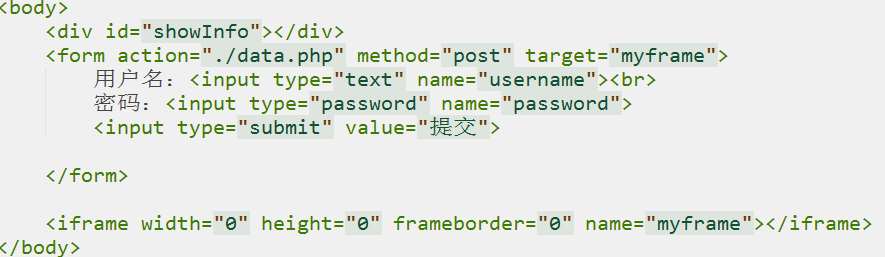 <body>
<div id="showInfo"></div>
<form action="./data.php" method="post" target="myframe">
用户名：<input type="text" name="username"><br>
密码：<input type="password" name="password">
<input type="submit" value="提交">
</form>
<iframe width="0" height="0" frameborder="0" name="myframe"></iframe>
</body>